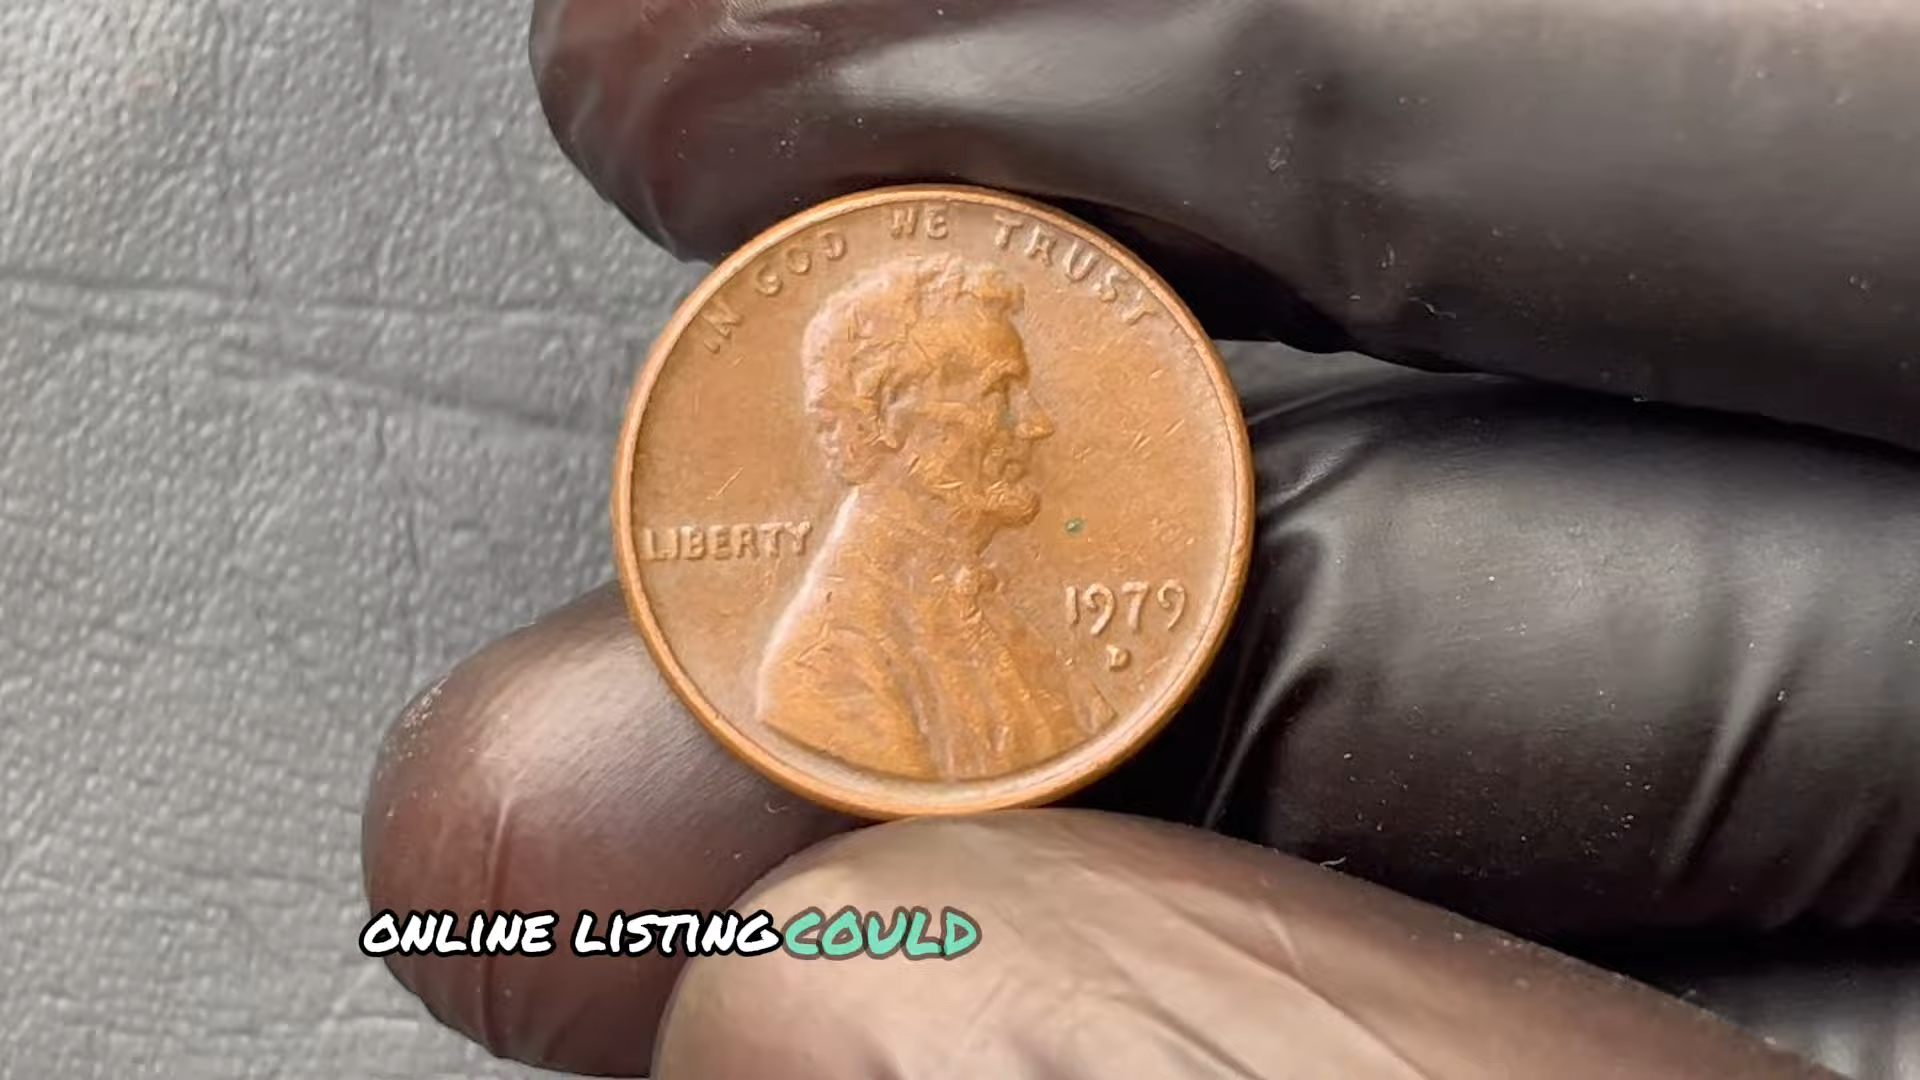 IN GOD WE TRUST
LIBERTY
1979
D
ONLINE LISTING COULD